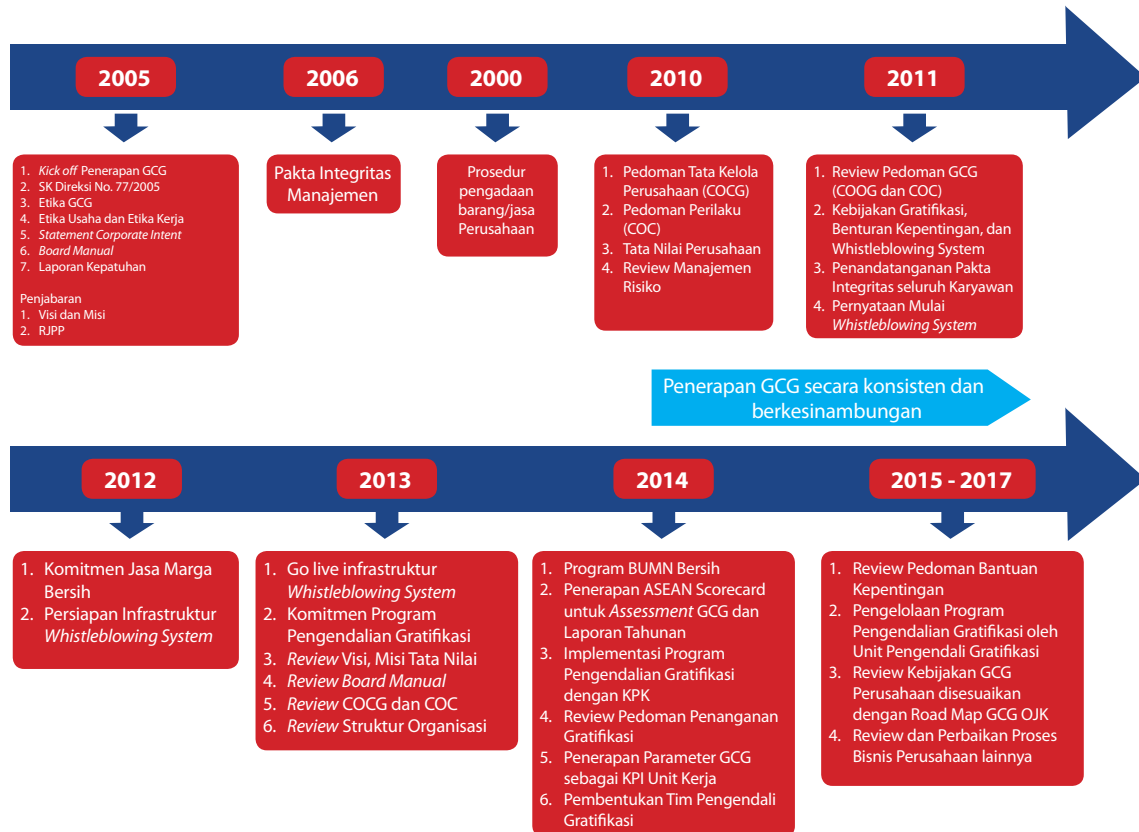 2005
2006
2000
2010
2011
1. Kick off Penerapan GCG
2. SK Direksi No. 77/2005
3. Etika GCG
4. Etika Usaha dan Etika Kerja
5. Statement Corporate Intent
6. Board Manual
7. Laporan Kepatuhan
Penjabaran
1. Visi dan Misi
2. RJPP
Pakta Integritas
Manajemen
Prosedur
pengadaan
barang/jasa
Perusahaan
1. Pedoman Tata Kelola
Perusahaan (COCG)
2. Pedoman Perilaku
(COC)
3. Tata Nilai Perusahaan
4. Review Manajemen
Risiko
1. Review Pedoman GCG
(COOG dan COC)
2. Kebijakan Gratifikasi,
Benturan Kepentingan, dan
Whistleblowing System
3. Penandatanganan Pakta
Integritas seluruh Karyawan
4. Pernyataan Mulai
Whistleblowing System
Penerapan GCG secara konsisten dan
berkesinambungan
2012
2013
2014
2015 - 2017
1. Komitmen Jasa Marga
Bersih
2. Persiapan Infrastruktur
Whistleblowing System
1. Go live infrastruktur
Whistleblowing System
2. Komitmen Program
Pengendalian Gratifikasi
3. Review Visi, Misi Tata Nilai
4. Review Board Manual
5. Review COCG dan COC
6. Review Struktur Organisasi
1. Program BUMN Bersih
2. Penerapan ASEAN Scorecard
untuk Assessment GCG dan
Laporan Tahunan
3. Implementasi Program
Pengendalian Gratifikasi
dengan KPK
4. Review Pedoman Penanganan
Gratifikasi
5. Penerapan Parameter GCG
sebagai KPI Unit Kerja
6. Pembentukan Tim Pengendali
Gratifikasi
1. Review Pedoman Bantuan
Kepentingan
2. Pengelolaan Program
Pengendalian Gratifikasi oleh
Unit Pengendali Gratifikasi
3. Review Kebijakan GCG
Perusahaan disesuaikan
dengan Road Map GCG OJK
4. Review dan Perbaikan Proses
Bisnis Perusahaan lainnya